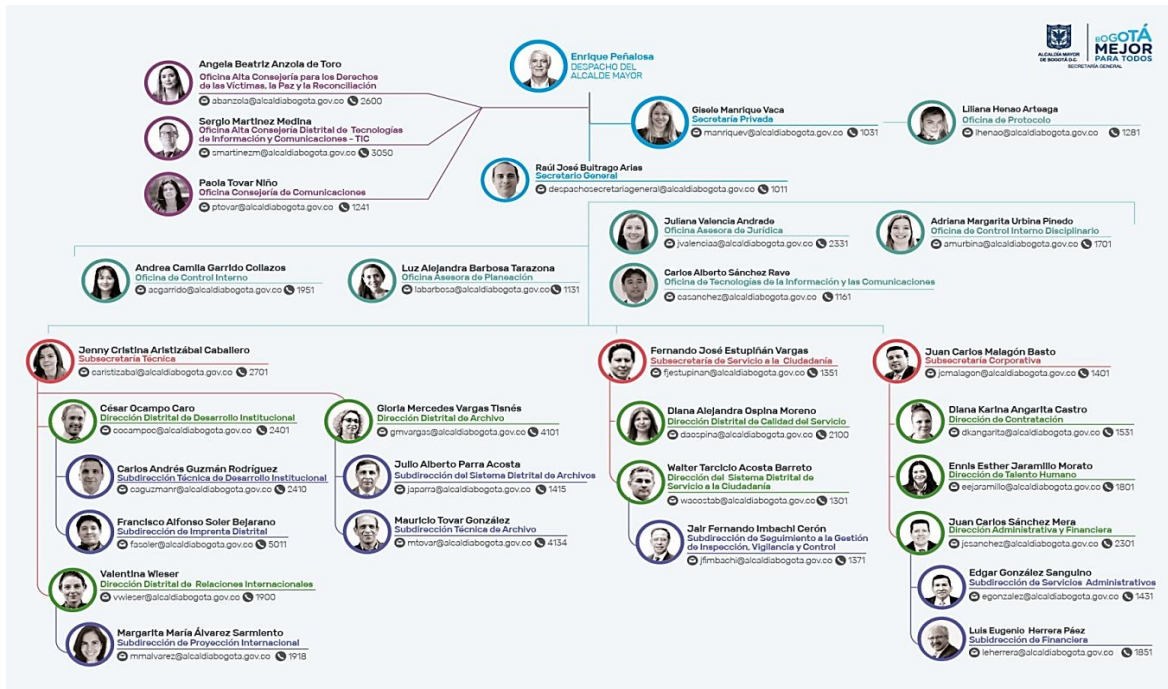 Enrique Peñalosa
DESPACHO DEL
ALCALDE MAYOR
ALCALDÍA MAYOR
DE BOGOTÁ D.C.
SECRETARÍA GENERAL
BOGOTÁ
MEJOR
PARA TODOS
Angela Beatriz Anzola de Toro
Oficina Alta Consejería para los Derechos
de las Víctimas, la Paz y la Reconciliación
abanzola@alcaldiabogota.gov.co 2600
Sergio Martinez Medina
Oficina Alta Consejería Distrital de Tecnologías
de Información y Comunicaciones - TIC
smartinezm@alcaldiabogota.gov.co 3050
Paola Tovar Niño
Oficina Consejería de Comunicaciones
ptovar@alcaldiabogota.gov.co 1241
Gisele Manrique Vaca
Secretaría Privada
manriquev@alcaldiabogota.gov.co 1031
Liliana Henao Arteaga
Oficina de Protocolo
lhenao@alcaldiabogota.gov.co 1281
Raúl José Buitrago Arias
Secretario General
despachosecretariageneral@alcaldiabogota.gov.co 1011
Juliana Valencia Andrade
Oficina Asesora de Jurídica
jvalenciaa@alcaldiabogota.gov.co 2331
Adriana Margarita Urbina Pinedo
Oficina de Control Interno Disciplinario
amurbina@alcaldiabogota.gov.co 1701
Andrea Camila Garrido Collazos
Oficina de Control Interno
acgarrido@alcaldiabogota.gov.co 1951
Luz Alejandra Barbosa Tarazona
Oficina Asesora de Planeación
labarbosa@alcaldiabogota.gov.co 1131
Carlos Alberto Sánchez Rave
Oficina de Tecnologías de la Información y las Comunicaciones
casanchez@alcaldiabogota.gov.co 1161
Jenny Cristina Aristizábal Caballero
Subsecretaría Técnica
caristizabal@alcaldiabogota.gov.co 2701
César Ocampo Caro
Dirección Distrital de Desarrollo Institucional
cocampoc@alcaldiabogota.gov.co 2401
Carlos Andrés Guzmán Rodríguez
Subdirección Técnica de Desarrollo Institucional
caguzmanr@alcaldiabogota.gov.co 2410
Francisco Alfonso Soler Bejarano
Subdirección de Imprenta Distrital
fasoler@alcaldiabogota.gov.co 5011
Valentina Wieser
Dirección Distrital de Relaciones Internacionales
vwieser@alcaldiabogota.gov.co 1900
Margarita María Álvarez Sarmiento
Subdirección de Proyección Internacional
mmalvarez@alcaldiabogota.gov.co 1918
Gloria Mercedes Vargas Tisnés
Dirección Distrital de Archivo
gmvargas@alcaldiabogota.gov.co 4101
Julio Alberto Parra Acosta
Subdirección del Sistema Distrital de Archivos
japarra@alcaldiabogota.gov.co 1415
Mauricio Tovar González
Subdirección Técnica de Archivo
mtovar@alcaldiabogota.gov.co 4134
Fernando José Estupiñán Vargas
Subsecretaría de Servicio a la Ciudadanía
fjestupinan@alcaldiabogota.gov.co 1351
Diana Alejandra Ospina Moreno
Dirección Distrital de Calidad del Servicio
daospina@alcaldiabogota.gov.co 2100
Walter Tarcicio Acosta Barreto
Dirección del Sistema Distrital de
Servicio a la Ciudadanía
wacostab@alcaldiabogota.gov.co 1301
Jair Fernando Imbachí Cerón
Subdirección de Seguimiento a la Gestión
de Inspección, Vigilancia y Control
jfimbachi@alcaldiabogota.gov.co 1371
Juan Carlos Malagón Basto
Subsecretaría Corporativa
jcmalagon@alcaldiabogota.gov.co 1401
Diana Karina Angarita Castro
Dirección de Contratación
dkangarita@alcaldiabogota.gov.co 1531
Ennis Esther Jaramillo Morato
Dirección de Talento Humano
eejaramillo@alcaldiabogota.gov.co 1801
Juan Carlos Sánchez Mera
Dirección Administrativa y Financiera
jcsanchez@alcaldiabogota.gov.co 2301
Edgar González Sanguino
Subdirección de Servicios Administrativos
egonzalez@alcaldiabogota.gov.co 1431
Luis Eugenio Herrera Páez
Subidrección de Financiera
leherrera@alcaldiabogota.gov.co 1851